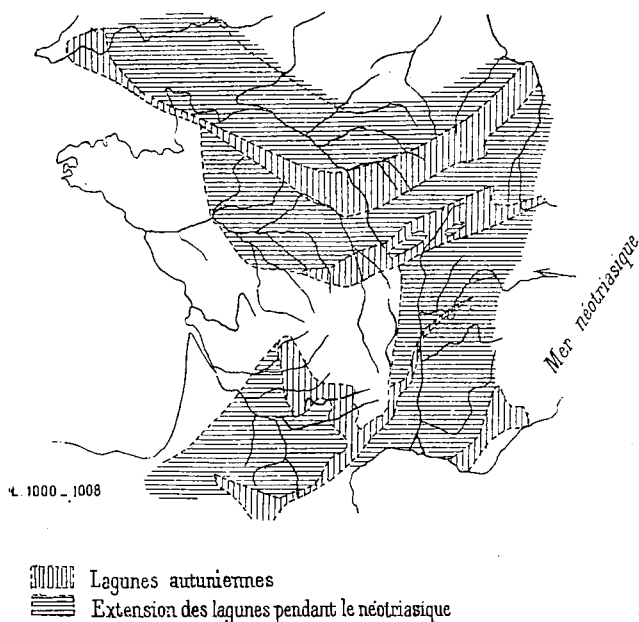 Mer néotriasique
1000 _ 1008
Lagunes autuniennes
Extension des lagunes pendant le néotriasique